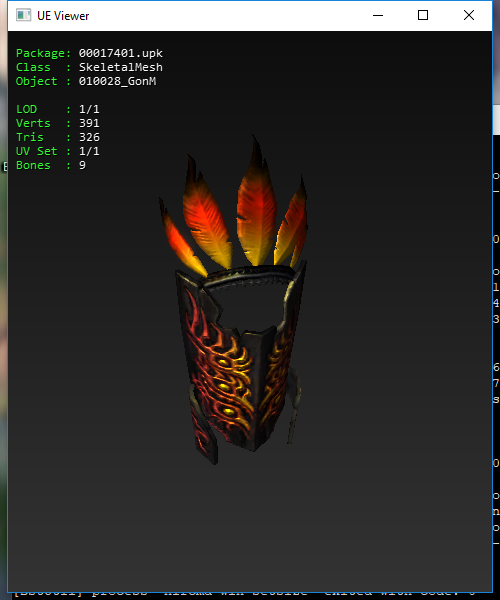 UE Viewer
Package: 00017401.upk
Class : SkeletalMesh
Object : 010028_GonM
LOD : 1/1
Verts : 391
Tris : 326
UV Set : 1/1
Bones : 9